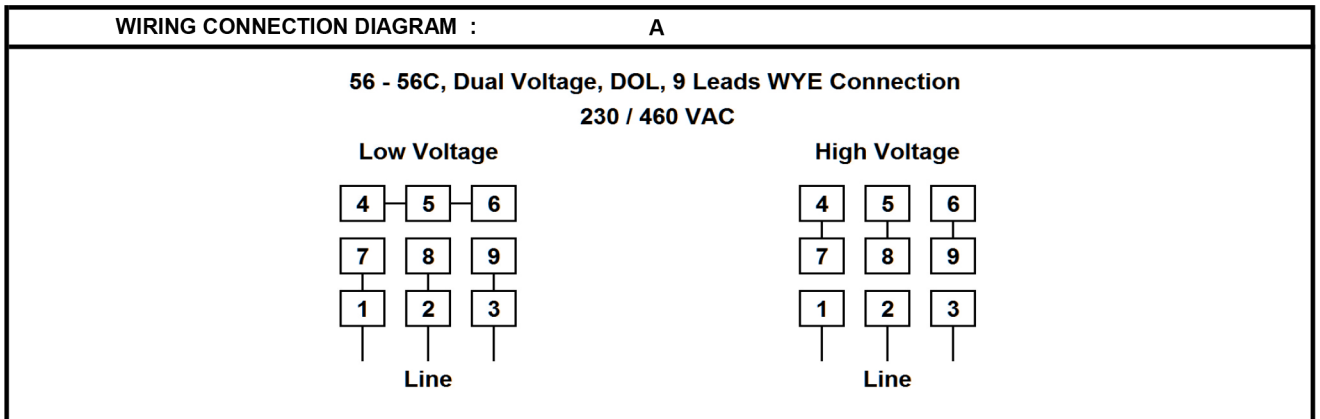 WIRING CONNECTION DIAGRAM : A
56 - 56C, Dual Voltage, DOL, 9 Leads WYE Connection
230 / 460 VAC
Low Voltage High Voltage
4 5 6 4 5 6
7 8 9 7 8 9
1 2 3 1 2 3
Line Line